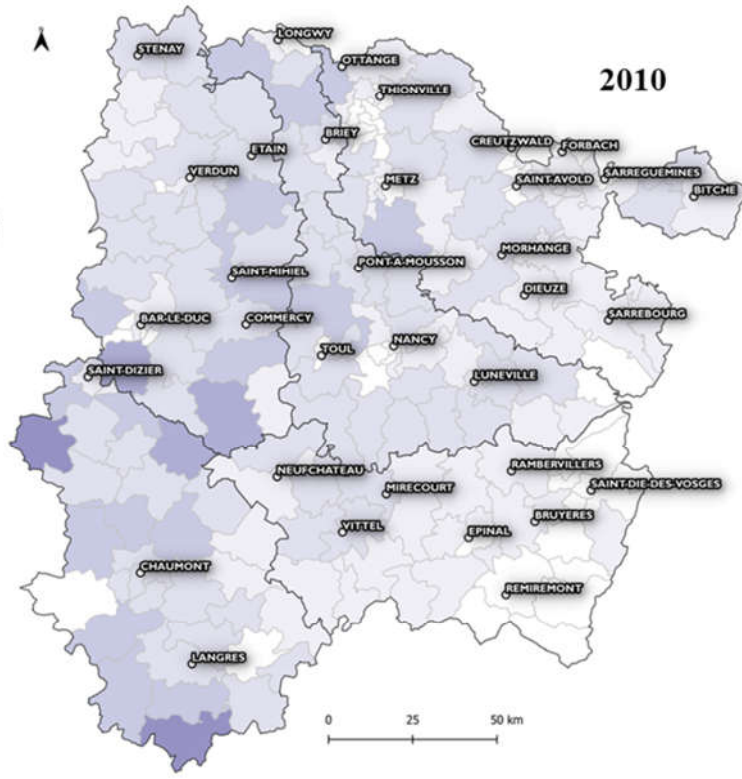 LONGWY
STENAY
OTTANGE
2010
THIONVILLE
BRIEY
CREUTZWALD
FORBACH
ETAIN
VERDUN
METZ
SAINT-AVOLD
SARREGUEMINES
BITCHE
MORHANGE
PONT-A-MOUSSON
SAINT-MIHIEL
DIEUZE
BAR-LE-DUC
COMMERCY
SARREBOURG
NANCY
TOUL
SAINT-DIZIER
LUNEVILLE
NEUFCHATEAU
RAMBERVILLERS
MIRECOURT
SAINT-DIE-DES-VOSGES
BRUYERES
VITTEL
EPINAL
CHAUMONT
REMIREMONT
LANGRES
0 25 50 km